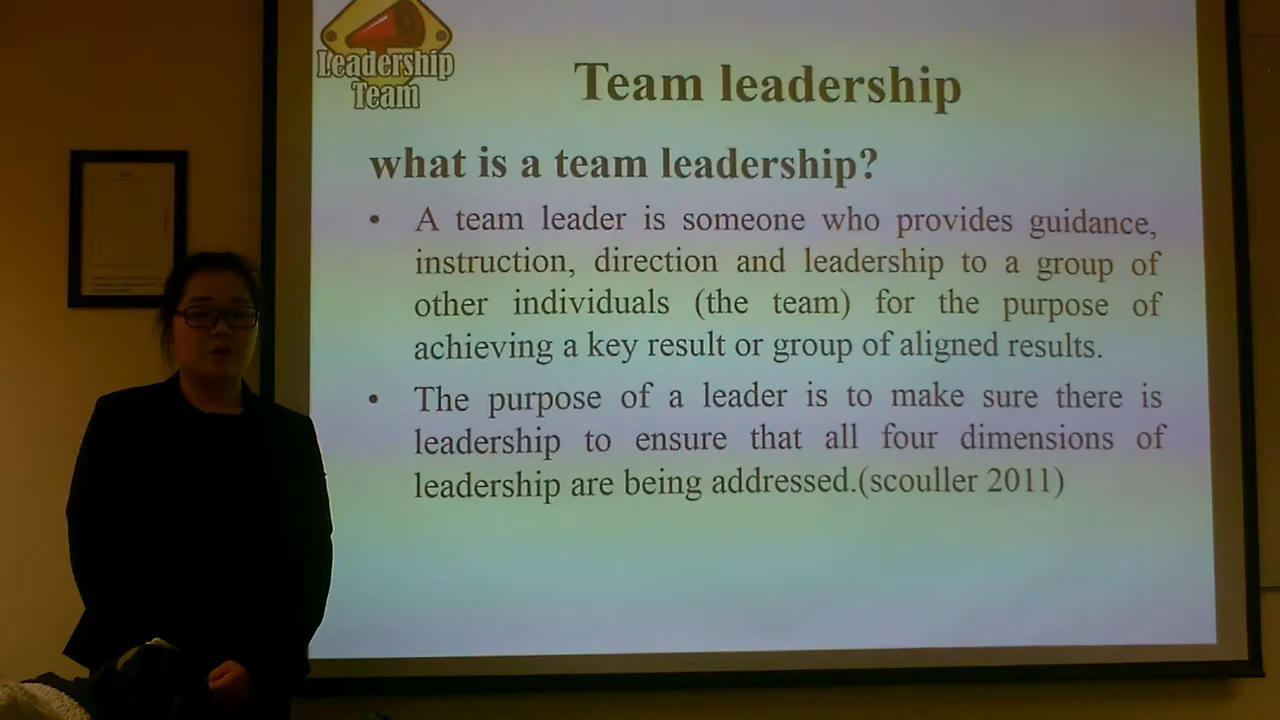 Leadership
Team
Team leadership
what is a team leadership?
• A team leader is someone who provides guidance,
instruction, direction and leadership to a group of
other individuals (the team) for the purpose of
achieving a key result or group of aligned results.
• The purpose of a leader is to make sure there is
leadership to ensure that all four dimensions of
leadership are being addressed.(scouller 2011)